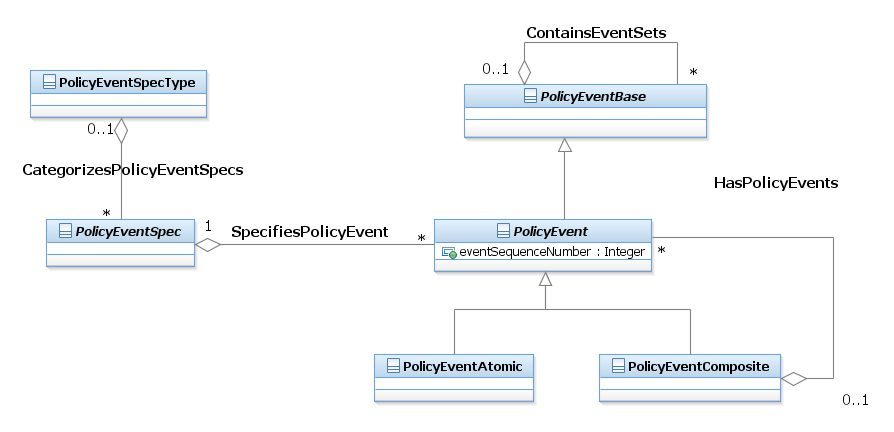 ContainsEventSets
0..1
*
PolicyEventSpecType
PolicyEventBase
0..1
CategorizesPolicyEventSpecs
HasPolicyEvents
*
PolicyEventSpec
1
SpecifiesPolicyEvent
*
PolicyEvent
eventSequenceNumber : Integer
*
PolicyEventAtomic
PolicyEventComposite
0..1